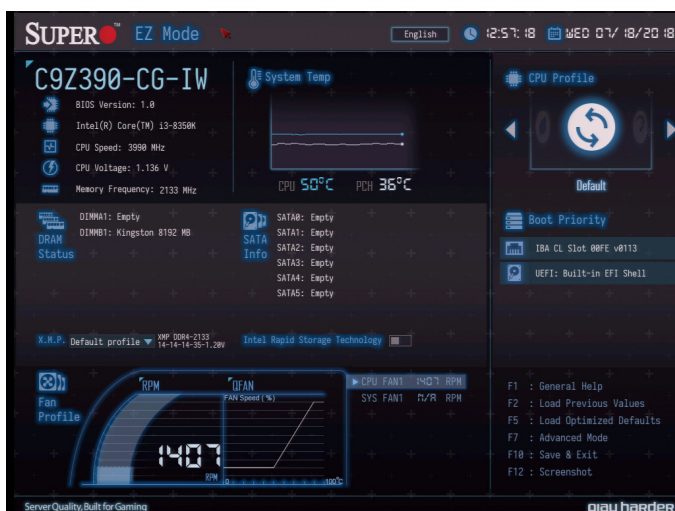 SUPER
EZ Mode
English
12:57:18
WED 07/18/2018
C9Z390-CG-IW
BIOS Version: 1.0
Intel(R) Core(TM) i3-8350K
CPU Speed: 3990 MHz
CPU Voltage: 1.136 V
Memory Frequency: 2133 MHz
System Temp
CPU 50°C PCH 36°C
CPU Profile
Default
DRAM Status
DIMMA1: Empty
DIMMB1: Kingston 8192 MB
SATA Info
SATA0: Empty
SATA1: Empty
SATA2: Empty
SATA3: Empty
SATA4: Empty
SATA5: Empty
Boot Priority
IBA CL Slot 00FE v0113
UEFI: Built-in EFI Shell
X.M.P. Default profile
XMP DDR4-2133
14-14-14-35-1.20V
Intel Rapid Storage Technology
Fan Profile
RPM
1407
RPM
QFAN
FAN Speed ( %)
0
100°C
CPU FAN1 1407 RPM
SYS FAN1 N/A RPM
F1 : General Help
F2 : Load Previous Values
F5 : Load Optimized Defaults
F7 : Advanced Mode
F10 : Save & Exit
F12 : Screenshot
Server Quality, Built for Gaming
play harder